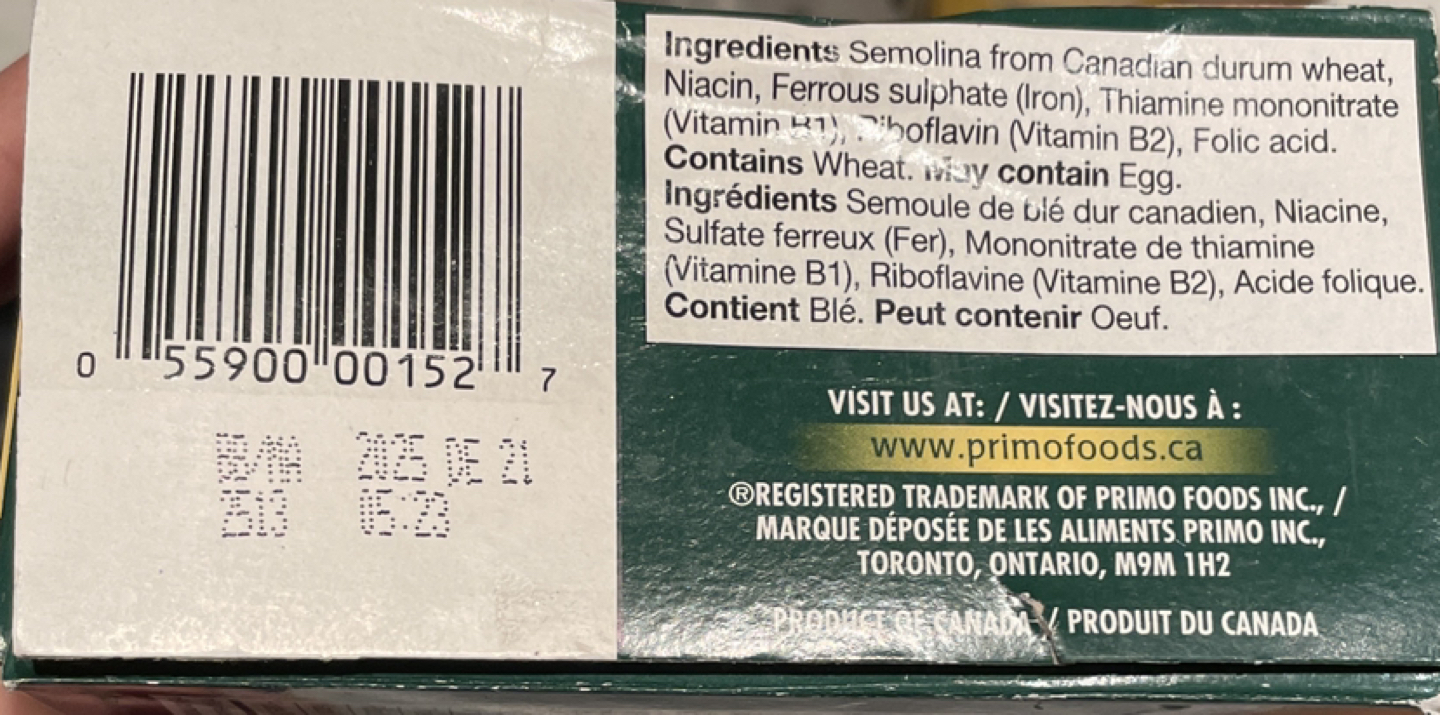 Ingredients Semolina from Canadian durum wheat,
Niacin, Ferrous sulphate (Iron), Thiamine mononitrate
(Vitamin B1), Riboflavin (Vitamin B2), Folic acid.
Contains Wheat. May contain Egg.
Ingrédients Semoule de blé dur canadien, Niacine,
Sulfate ferreux (Fer), Mononitrate de thiamine
(Vitamine B1), Riboflavine (Vitamine B2), Acide folique.
Contient Blé. Peut contenir Oeuf.
0 55900 00152 7
BB/MA 2025 DE 21
2513 05:23
VISIT US AT: / VISITEZ-NOUS À :
www.primofoods.ca
®REGISTERED TRADEMARK OF PRIMO FOODS INC., /
MARQUE DÉPOSÉE DE LES ALIMENTS PRIMO INC.,
TORONTO, ONTARIO, M9M 1H2
PRODUCT OF CANADA / PRODUIT DU CANADA